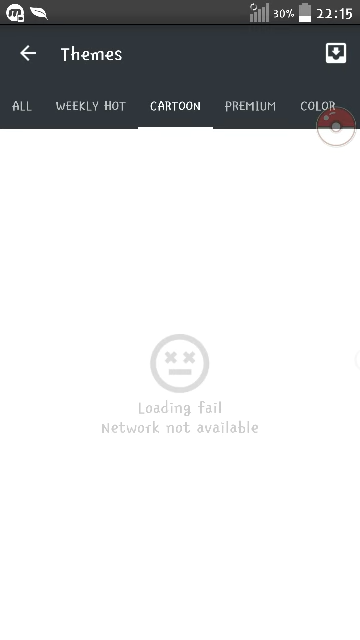 30% 22:15
Themes
ALL WEEKLY HOT CARTOON PREMIUM COLOR
Loading fail
Network not available